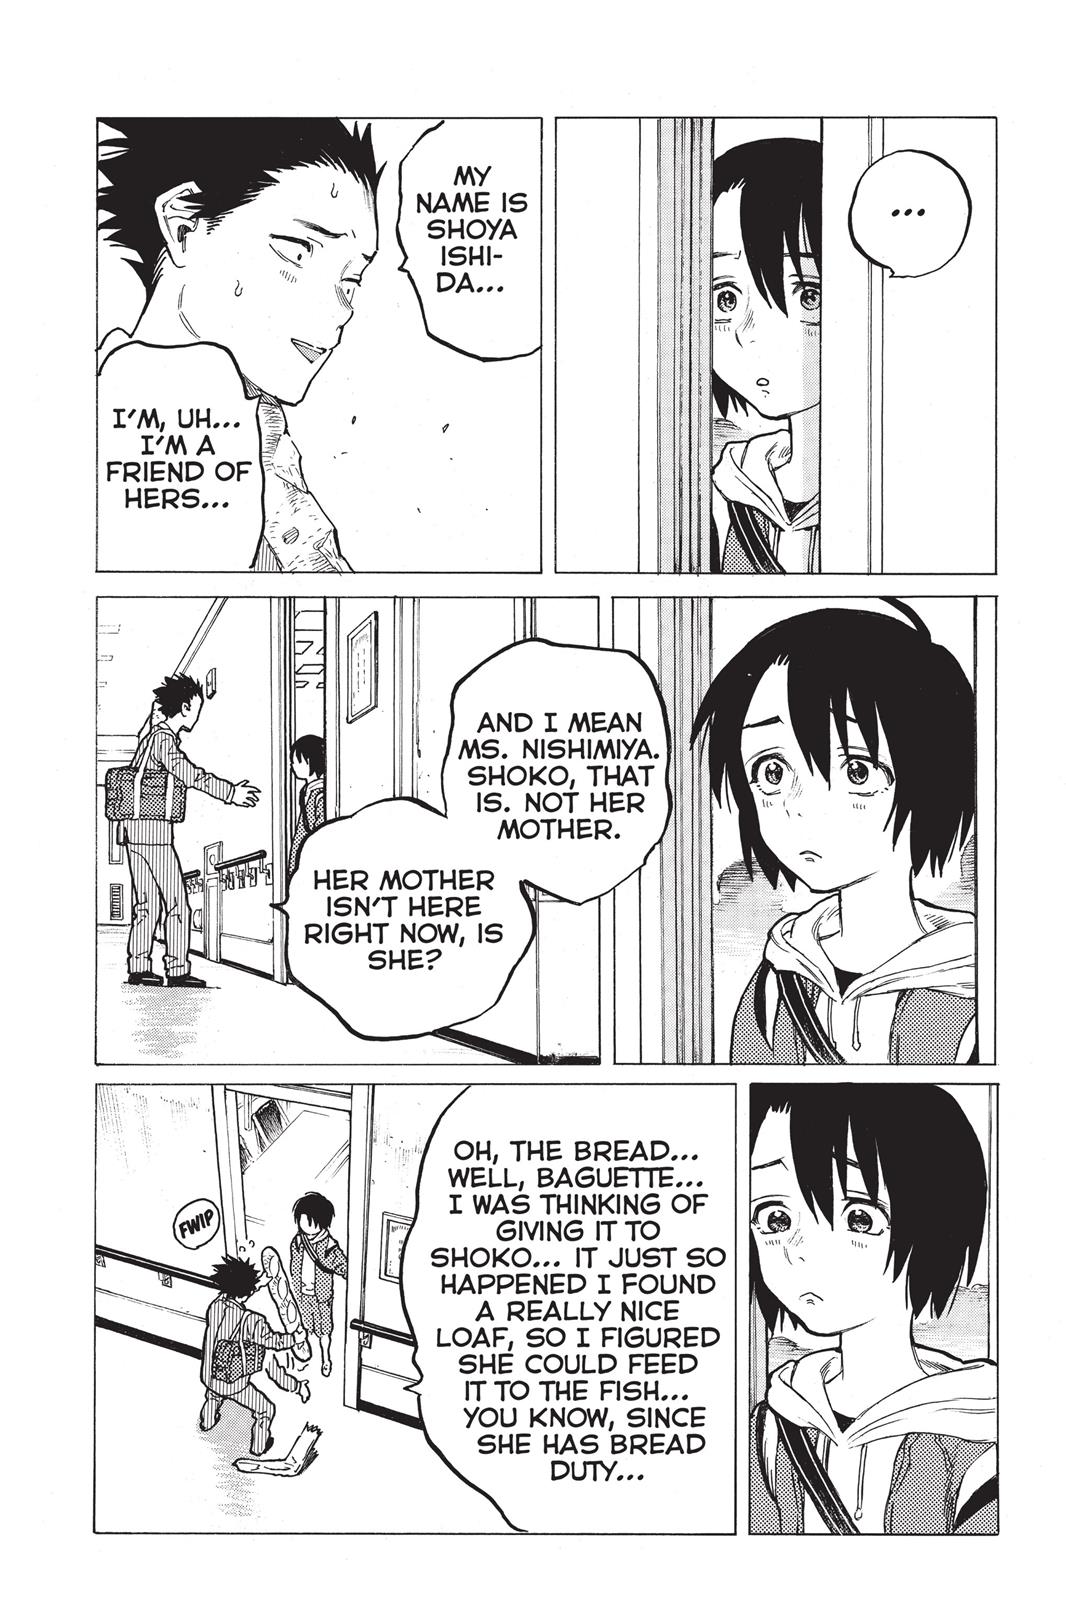 ...
MY
NAME IS
SHOYA
ISHI-
DA...
I'M, UH...
I'M A
FRIEND OF
HERS...
AND I MEAN
MS. NISHIMIYA.
SHOKO, THAT
IS. NOT HER
MOTHER.
HER MOTHER
ISN'T HERE
RIGHT NOW, IS
SHE?
OH, THE BREAD...
WELL, BAGUETTE...
I WAS THINKING OF
GIVING IT TO
SHOKO... IT JUST SO
HAPPENED I FOUND
A REALLY NICE
LOAF, SO I FIGURED
SHE COULD FEED
IT TO THE FISH...
YOU KNOW, SINCE
SHE HAS BREAD
DUTY...
FWIP